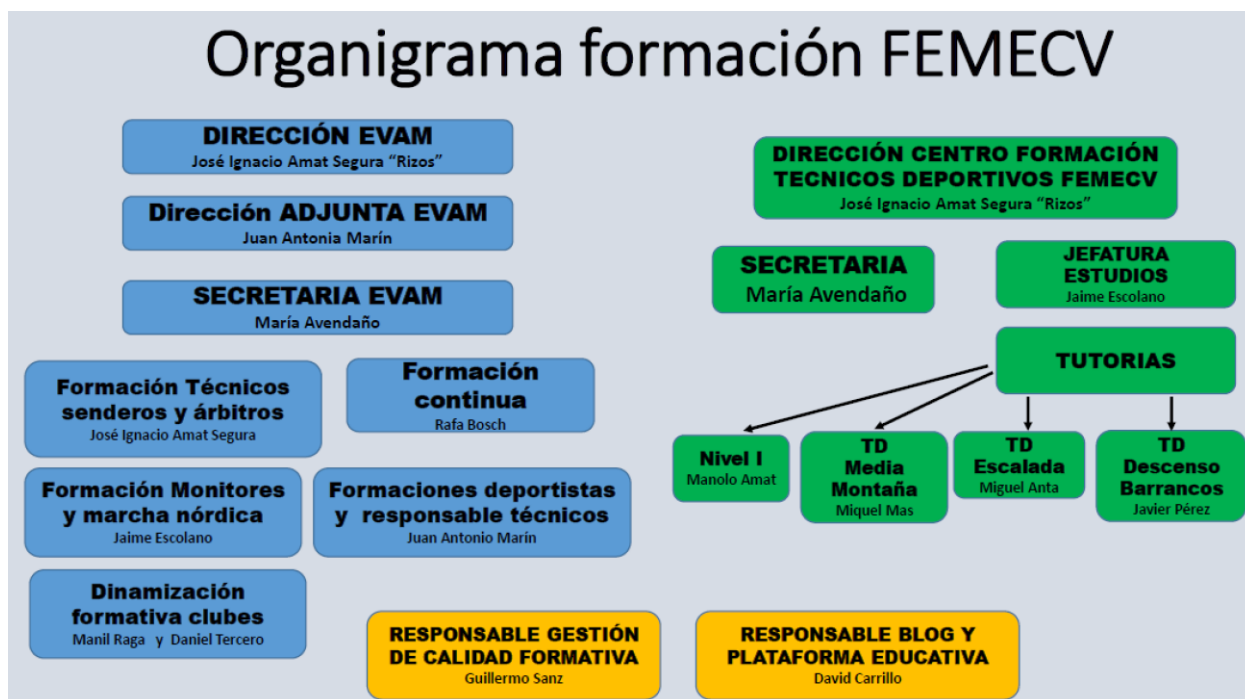 Organigrama formación FEMECV
DIRECCIÓN EVAM
José Ignacio Amat Segura “Rizos”
Dirección ADJUNTA EVAM
Juan Antonia Marín
SECRETARIA EVAM
María Avendaño
Formación Técnicos
senderos y árbitros
José Ignacio Amat Segura
Formación
continua
Rafa Bosch
Formación Monitores
y marcha nórdica
Jaime Escolano
Formaciones deportistas
y responsable técnicos
Juan Antonio Marín
Dinamización
formativa clubes
Manil Raga y Daniel Tercero
DIRECCIÓN CENTRO FORMACIÓN
TECNICOS DEPORTIVOS FEMECV
José Ignacio Amat Segura “Rizos”
SECRETARIA
María Avendaño
JEFATURA
ESTUDIOS
Jaime Escolano
TUTORIAS
Nivel I
Manolo Amat
TD
Media
Montaña
Miquel Mas
TD
Escalada
Miguel Anta
TD
Descenso
Barrancos
Javier Pérez
RESPONSABLE GESTIÓN
DE CALIDAD FORMATIVA
Guillermo Sanz
RESPONSABLE BLOG Y
PLATAFORMA EDUCATIVA
David Carrillo